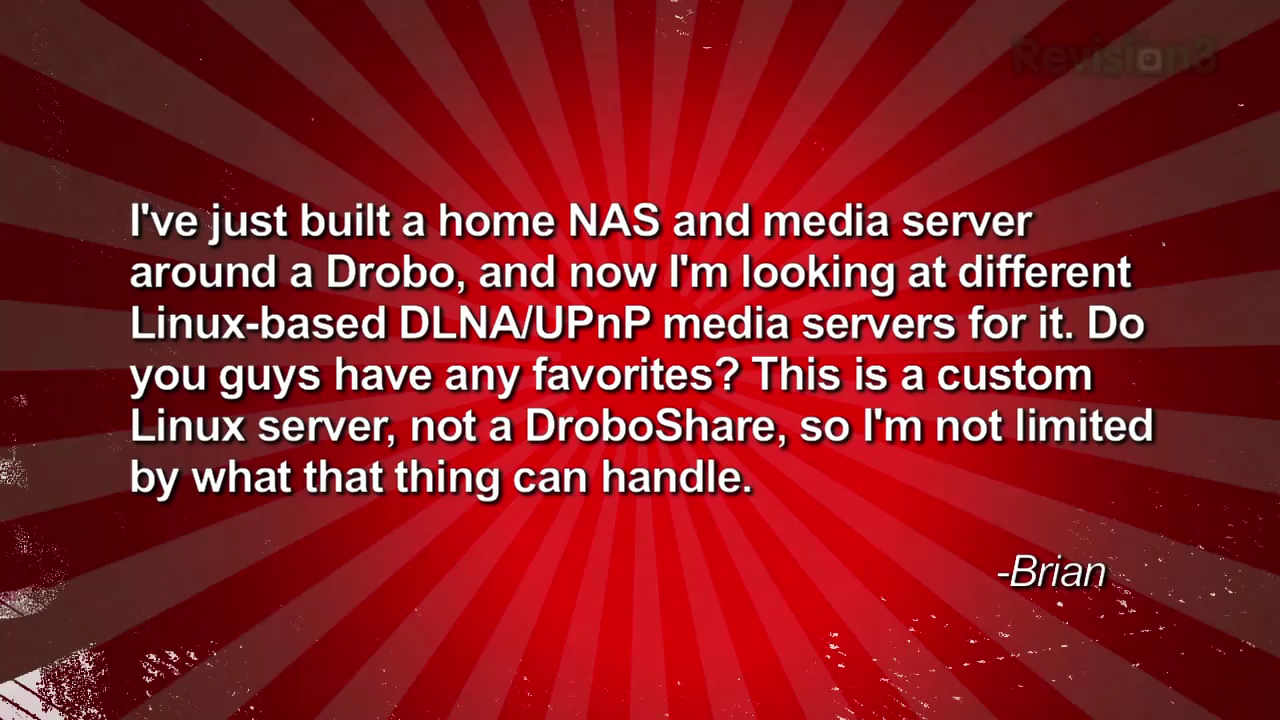 Revision3
I've just built a home NAS and media server
around a Drobo, and now I'm looking at different
Linux-based DLNA/UPnP media servers for it. Do
you guys have any favorites? This is a custom
Linux server, not a DroboShare, so I'm not limited
by what that thing can handle.
-Brian